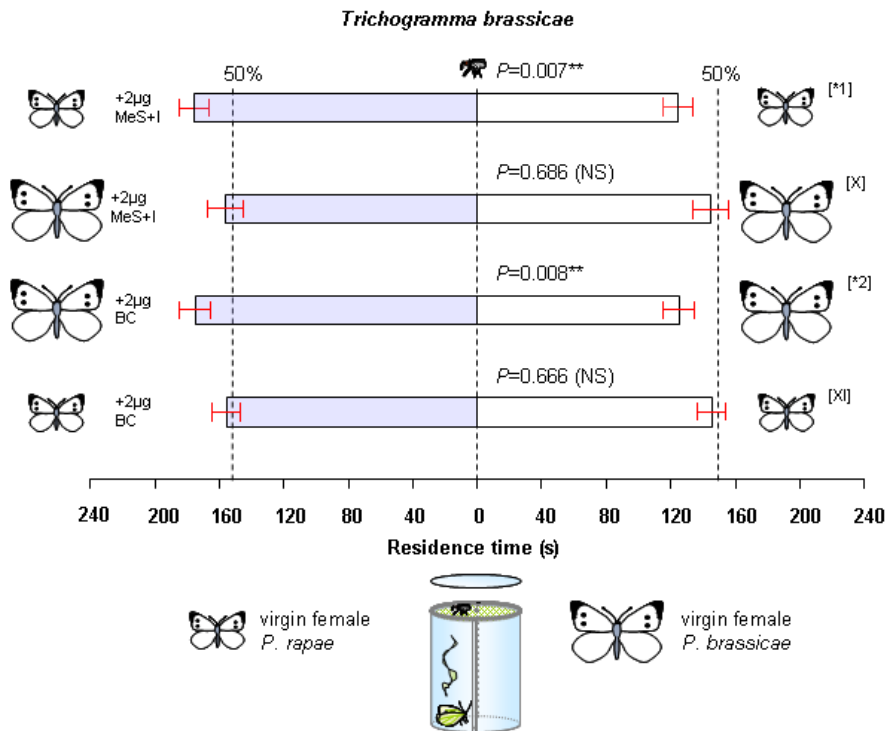 Trichogramma brassicae
50% P=0.007** 50%
+2µg
MeS+I
[*1]
P=0.686 (NS)
+2µg
MeS+I
[X]
P=0.008**
+2µg
BC
[*2]
P=0.666 (NS)
+2µg
BC
[XI]
240 200 160 120 80 40 0 40 80 120 160 200 240
Residence time (s)
virgin female
P. rapae
virgin female
P. brassicae